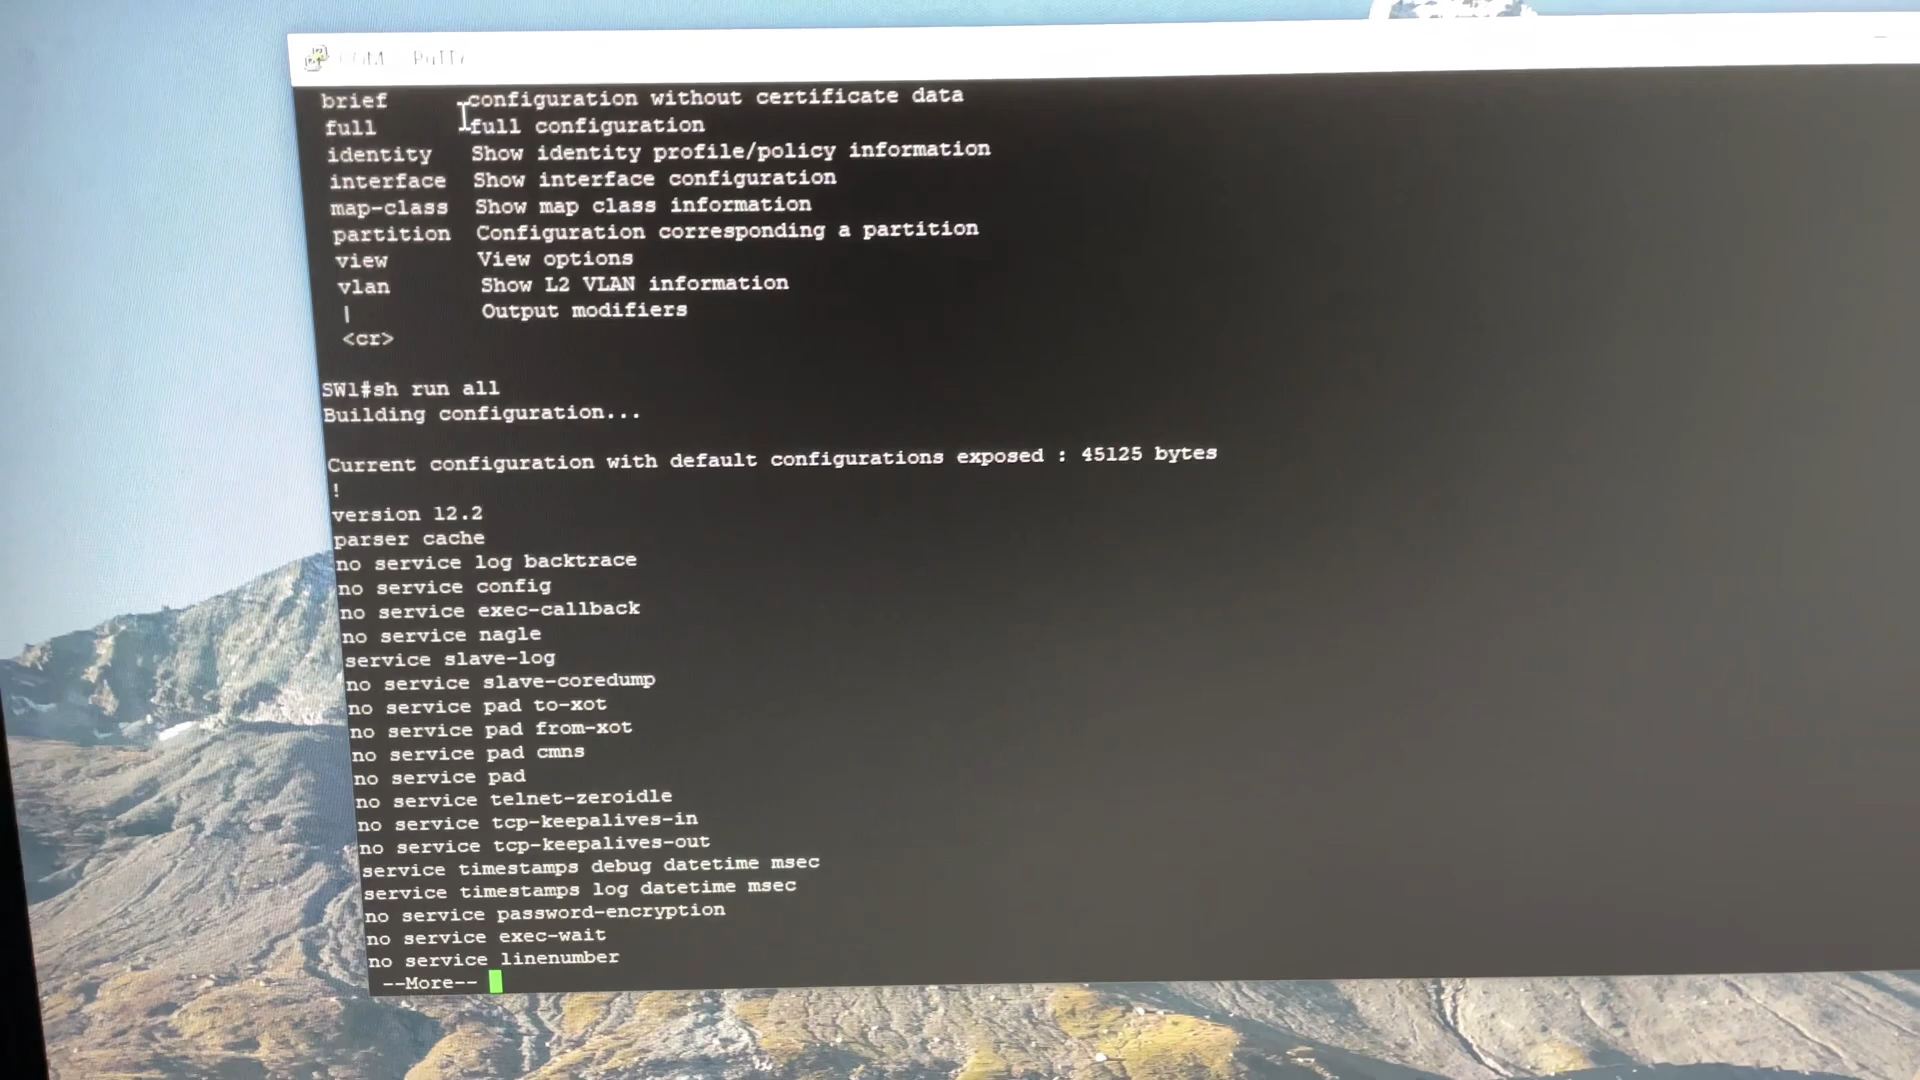 PuTTY
brief configuration without certificate data
full full configuration
identity Show identity profile/policy information
interface Show interface configuration
map-class Show map class information
partition Configuration corresponding a partition
view View options
vlan Show L2 VLAN information
| Output modifiers
<cr>
SW1#sh run all
Building configuration...
Current configuration with default configurations exposed : 45125 bytes
!
version 12.2
parser cache
no service log backtrace
no service config
no service exec-callback
no service nagle
service slave-log
no service slave-coredump
no service pad to-xot
no service pad from-xot
no service pad cmns
no service pad
no service telnet-zeroidle
no service tcp-keepalives-in
no service tcp-keepalives-out
service timestamps debug datetime msec
service timestamps log datetime msec
no service password-encryption
no service exec-wait
no service linenumber
--More--